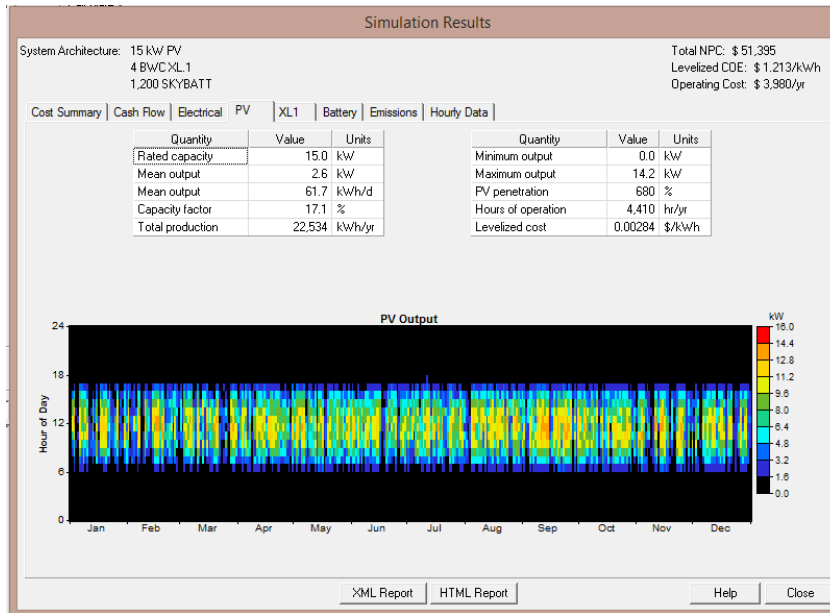 Simulation Results
System Architecture: 15 kW PV
4 BWC XL.1
1,200 SKYBATT
Total NPC: $ 51,395
Levelized COE: $ 1.213/kWh
Operating Cost: $ 3,980/yr
Cost Summary Cash Flow Electrical PV XL1 Battery Emissions Hourly Data
Quantity Value Units
Rated capacity 15.0 kW
Mean output 2.6 kW
Mean output 61.7 kWh/d
Capacity factor 17.1 %
Total production 22,534 kWh/yr
Quantity Value Units
Minimum output 0.0 kW
Maximum output 14.2 kW
PV penetration 680 %
Hours of operation 4,410 hr/yr
Levelized cost 0.00284 $/kWh
PV Output
24
18
12
6
0
Hour of Day
Jan Feb Mar Apr May Jun Jul Aug Sep Oct Nov Dec
kW
16.0
14.4
12.8
11.2
9.6
8.0
6.4
4.8
3.2
1.6
0.0
XML Report HTML Report Help Close